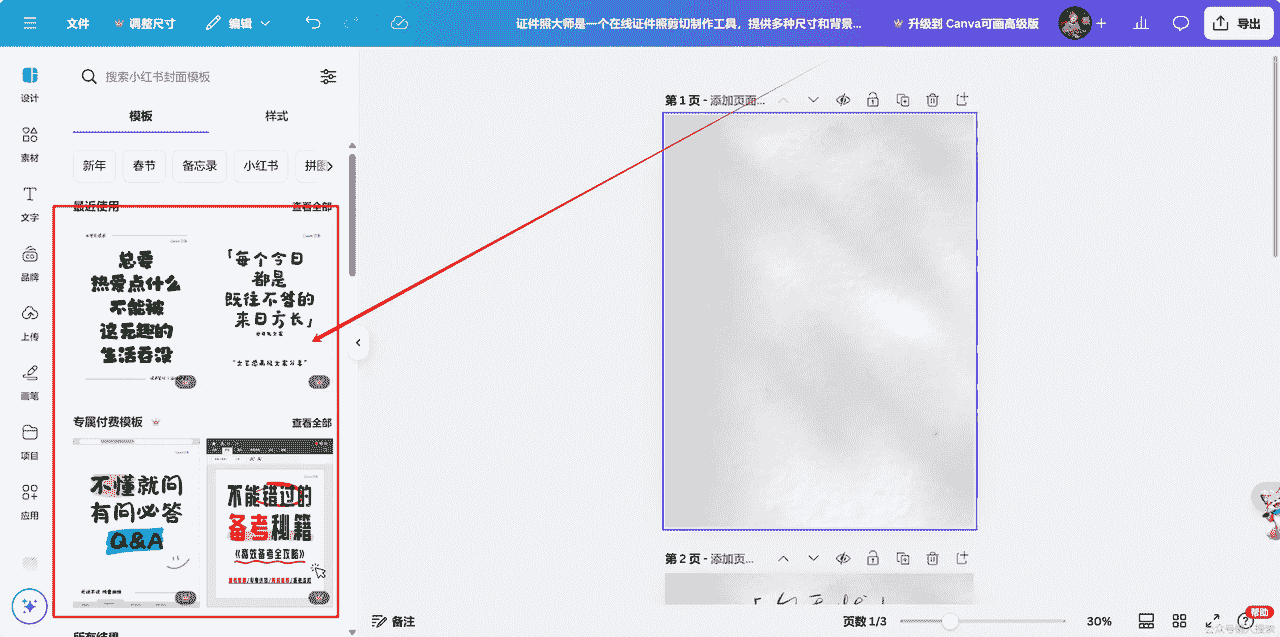 文件
调整尺寸
编辑
证件照大师是一个在线证件照剪切制作工具，提供多种尺寸和背景...
升级到 Canva可画高级版
导出
设计
素材
文字
品牌
上传
画笔
项目
应用
搜索小红书封面模板
模板
样式
新年
春节
备忘录
小红书
拼图
最近使用
查看全部
总要
热爱点什么
不能被
这无趣的
生活吞没
「每个今日
都是
既往不咎的
来日方长」
专属付费模板
查看全部
不懂就问
有问必答
Q&A
不能错过的
备考秘籍
《高效备考全攻略》
所有结果
第 1 页 - 添加页面...
第 2 页 - 添加页...
备注
页数 1/3
30%
帮助